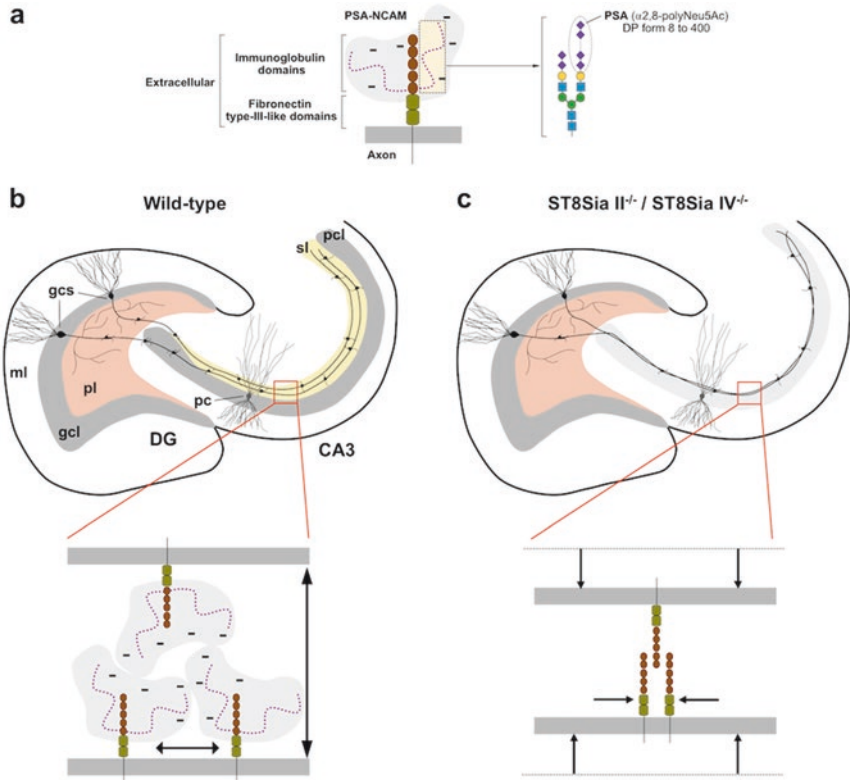 a
PSA-NCAM
PSA (α2,8-polyNeu5Ac)
DP form 8 to 400
Immunoglobulin
domains
Extracellular
Fibronectin
type-III-like domains
Axon
b
Wild-type
pcl
sl
gcs
ml
pl
pc
gcl
DG
CA3
c
ST8Sia II-/- / ST8Sia IV-/-